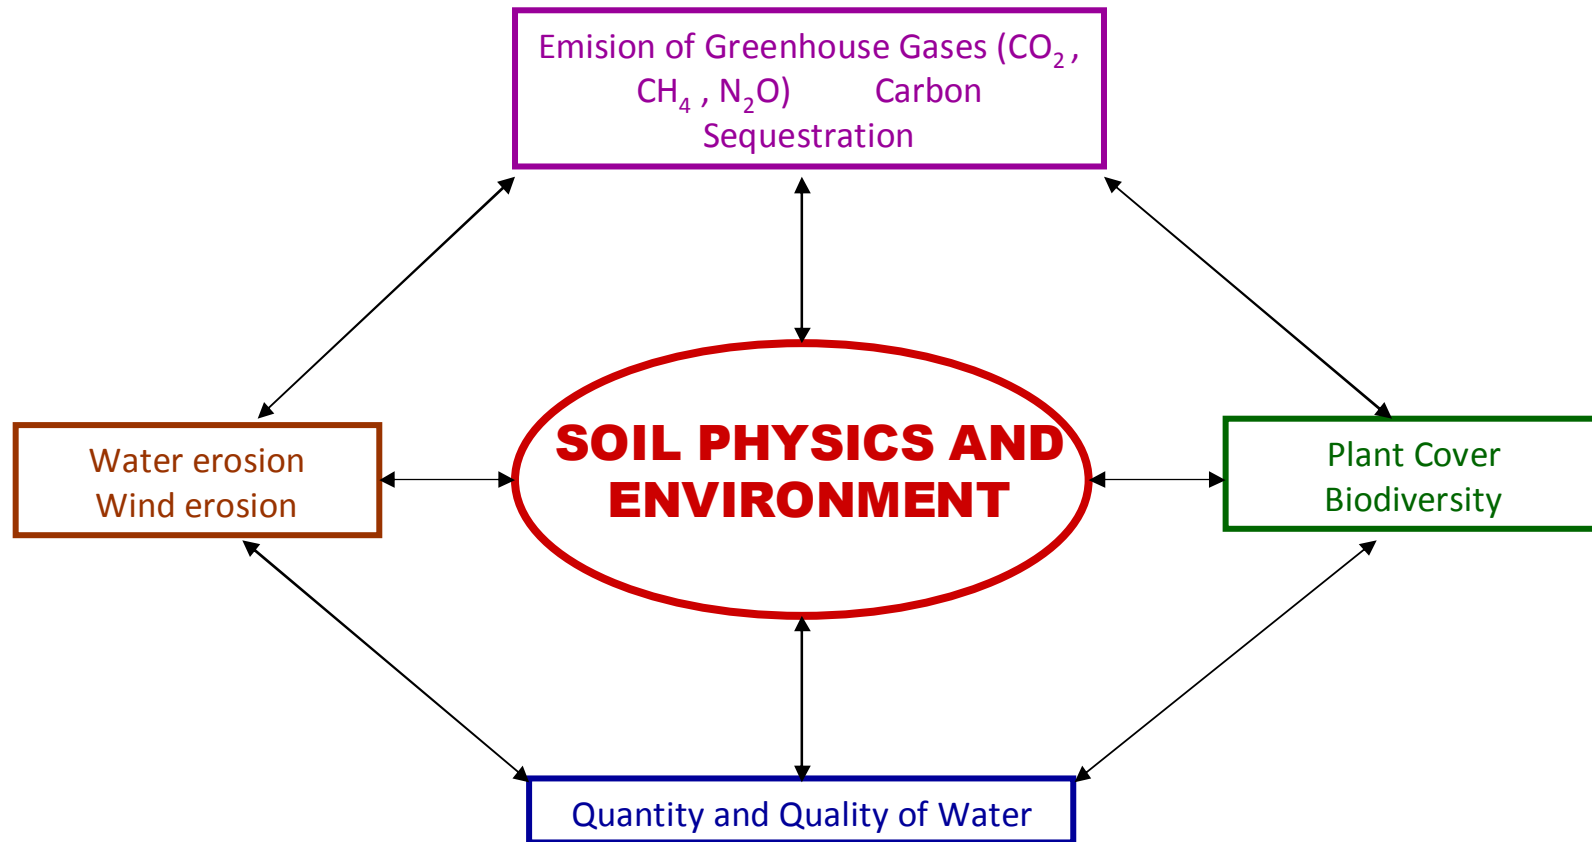 Emision of Greenhouse Gases (CO₂ ,
CH₄ , N₂O) Carbon
Sequestration
SOIL PHYSICS AND
ENVIRONMENT
Water erosion
Wind erosion
Plant Cover
Biodiversity
Quantity and Quality of Water